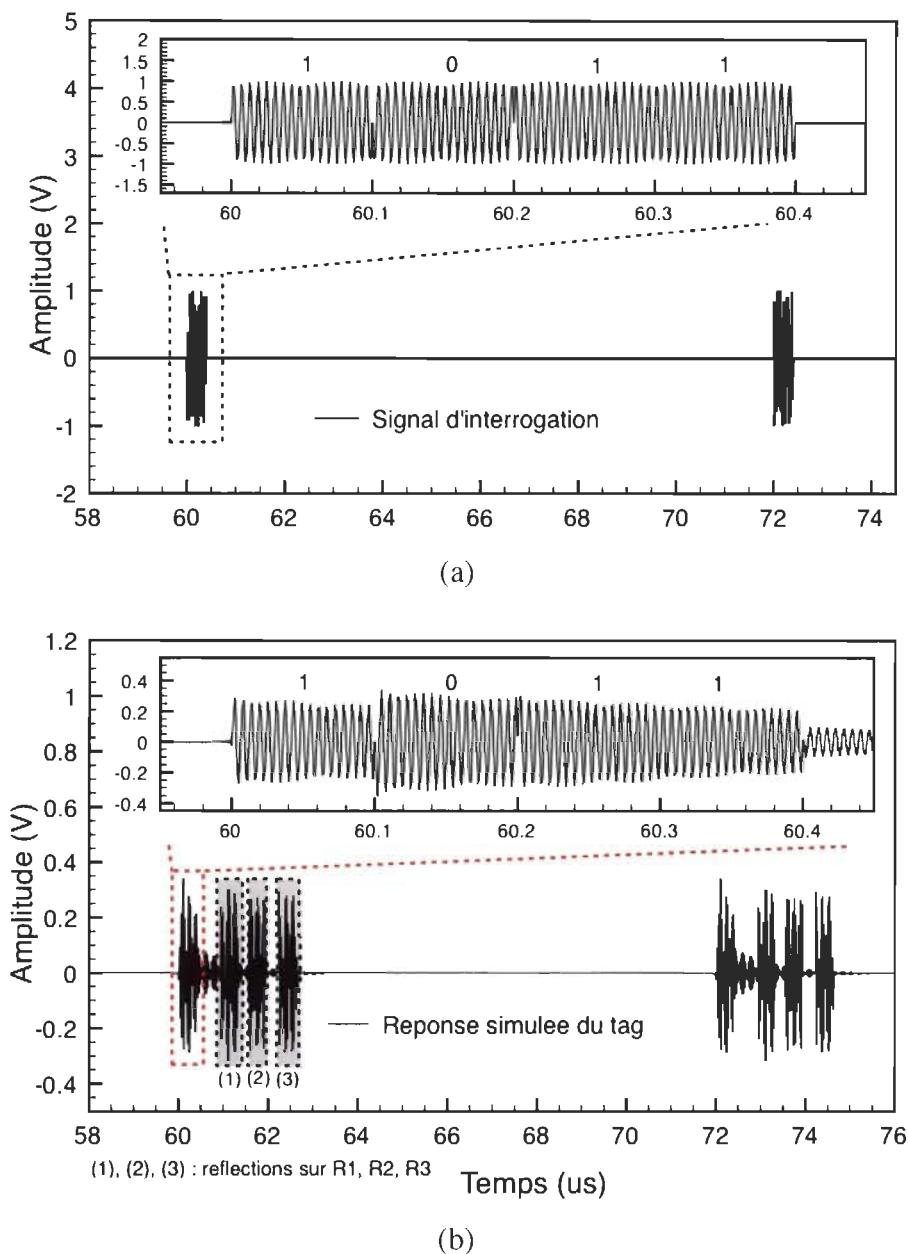 5
4
3
2
1
0
-1
-2
Amplitude (V)
2
1.5
1
0.5
0
-0.5
-1
-1.5
1 0 1 1
60 60.1 60.2 60.3 60.4
Signal d'interrogation
58 60 62 64 66 68 70 72 74
(a)
1.2
1
0.8
0.6
0.4
0.2
0
-0.2
-0.4
Amplitude (V)
0.4
0.2
0
-0.2
-0.4
1 0 1 1
60 60.1 60.2 60.3 60.4
Reponse simulee du tag
(1) (2) (3)
58 60 62 64 66 68 70 72 74 76
(1), (2), (3) : reflections sur R1, R2, R3
Temps (us)
(b)